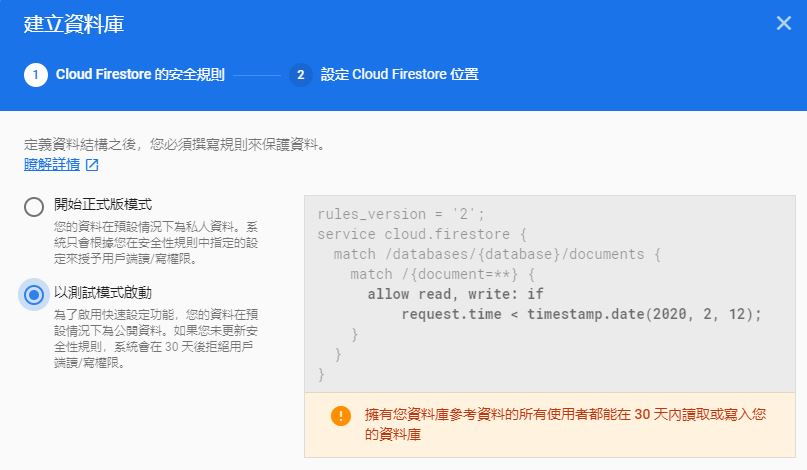 建立資料庫
1 Cloud Firestore 的安全規則 2 設定 Cloud Firestore 位置
定義資料結構之後，您必須撰寫規則來保護資料。
瞭解詳情
開始正式版模式
您的資料在預設情況下為私人資料。系
統只會根據您在安全性規則中指定的設
定來授予用戶端讀/寫權限。
以測試模式啟動
為了啟用快速設定功能，您的資料在預
設情況下為公開資料。如果您未更新安
全性規則，系統會在 30 天後拒絕用戶
端讀/寫權限。
rules_version = '2';
service cloud.firestore {
match /databases/{database}/documents {
match /{document=**} {
allow read, write: if
request.time < timestamp.date(2020, 2, 12);
}
}
}
擁有您資料庫參考資料的所有使用者都能在 30 天內讀取或寫入您
的資料庫